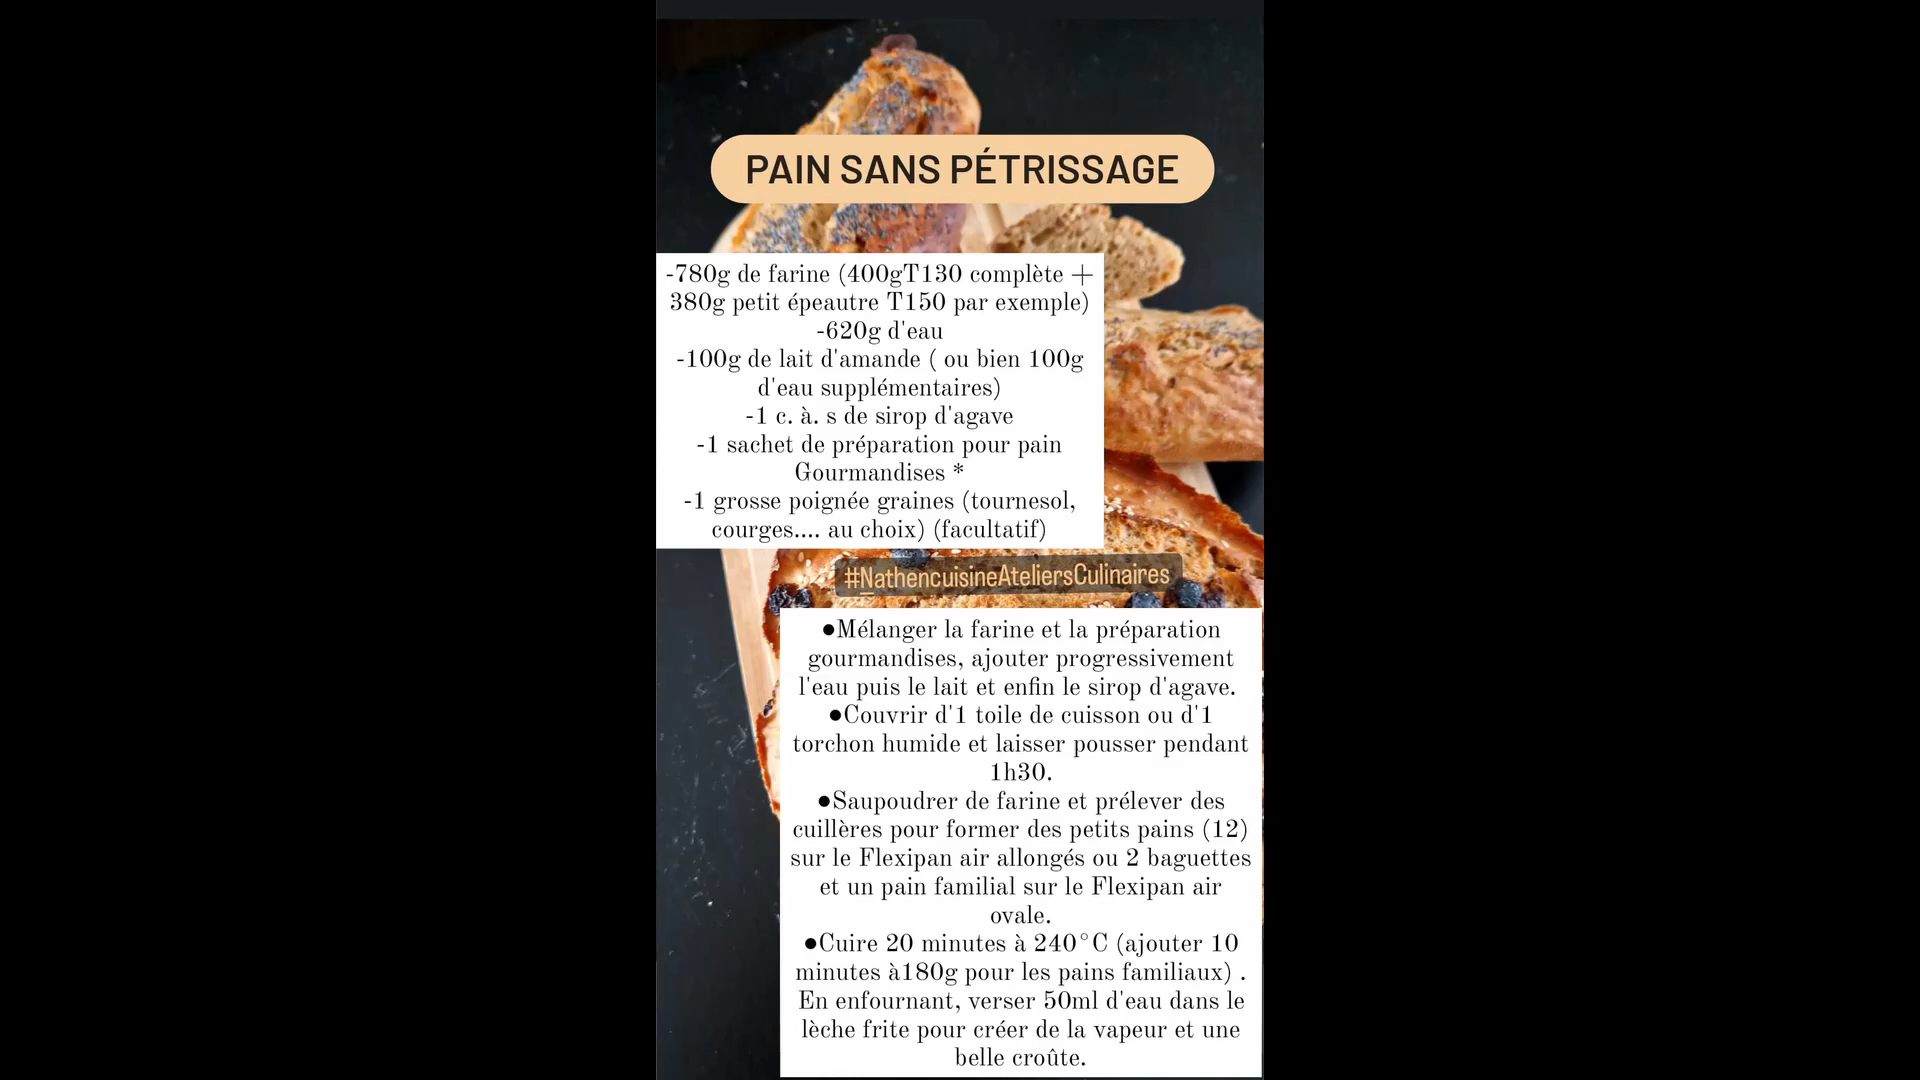 PAIN SANS PÉTRISSAGE
-780g de farine (400gT130 complète +
380g petit épeautre T150 par exemple)
-620g d'eau
-100g de lait d'amande ( ou bien 100g
d'eau supplémentaires)
-1 c. à. s de sirop d'agave
-1 sachet de préparation pour pain
Gourmandises *
-1 grosse poignée graines (tournesol,
courges.... au choix) (facultatif)
#NathencuisineAteliersCulinaires
●Mélanger la farine et la préparation
gourmandises, ajouter progressivement
l'eau puis le lait et enfin le sirop d'agave.
●Couvrir d'1 toile de cuisson ou d'1
torchon humide et laisser pousser pendant
1h30.
●Saupoudrer de farine et prélever des
cuillères pour former des petits pains (12)
sur le Flexipan air allongés ou 2 baguettes
et un pain familial sur le Flexipan air
ovale.
●Cuire 20 minutes à 240°C (ajouter 10
minutes à180g pour les pains familiaux) .
En enfournant, verser 50ml d'eau dans le
lèche frite pour créer de la vapeur et une
belle croûte.